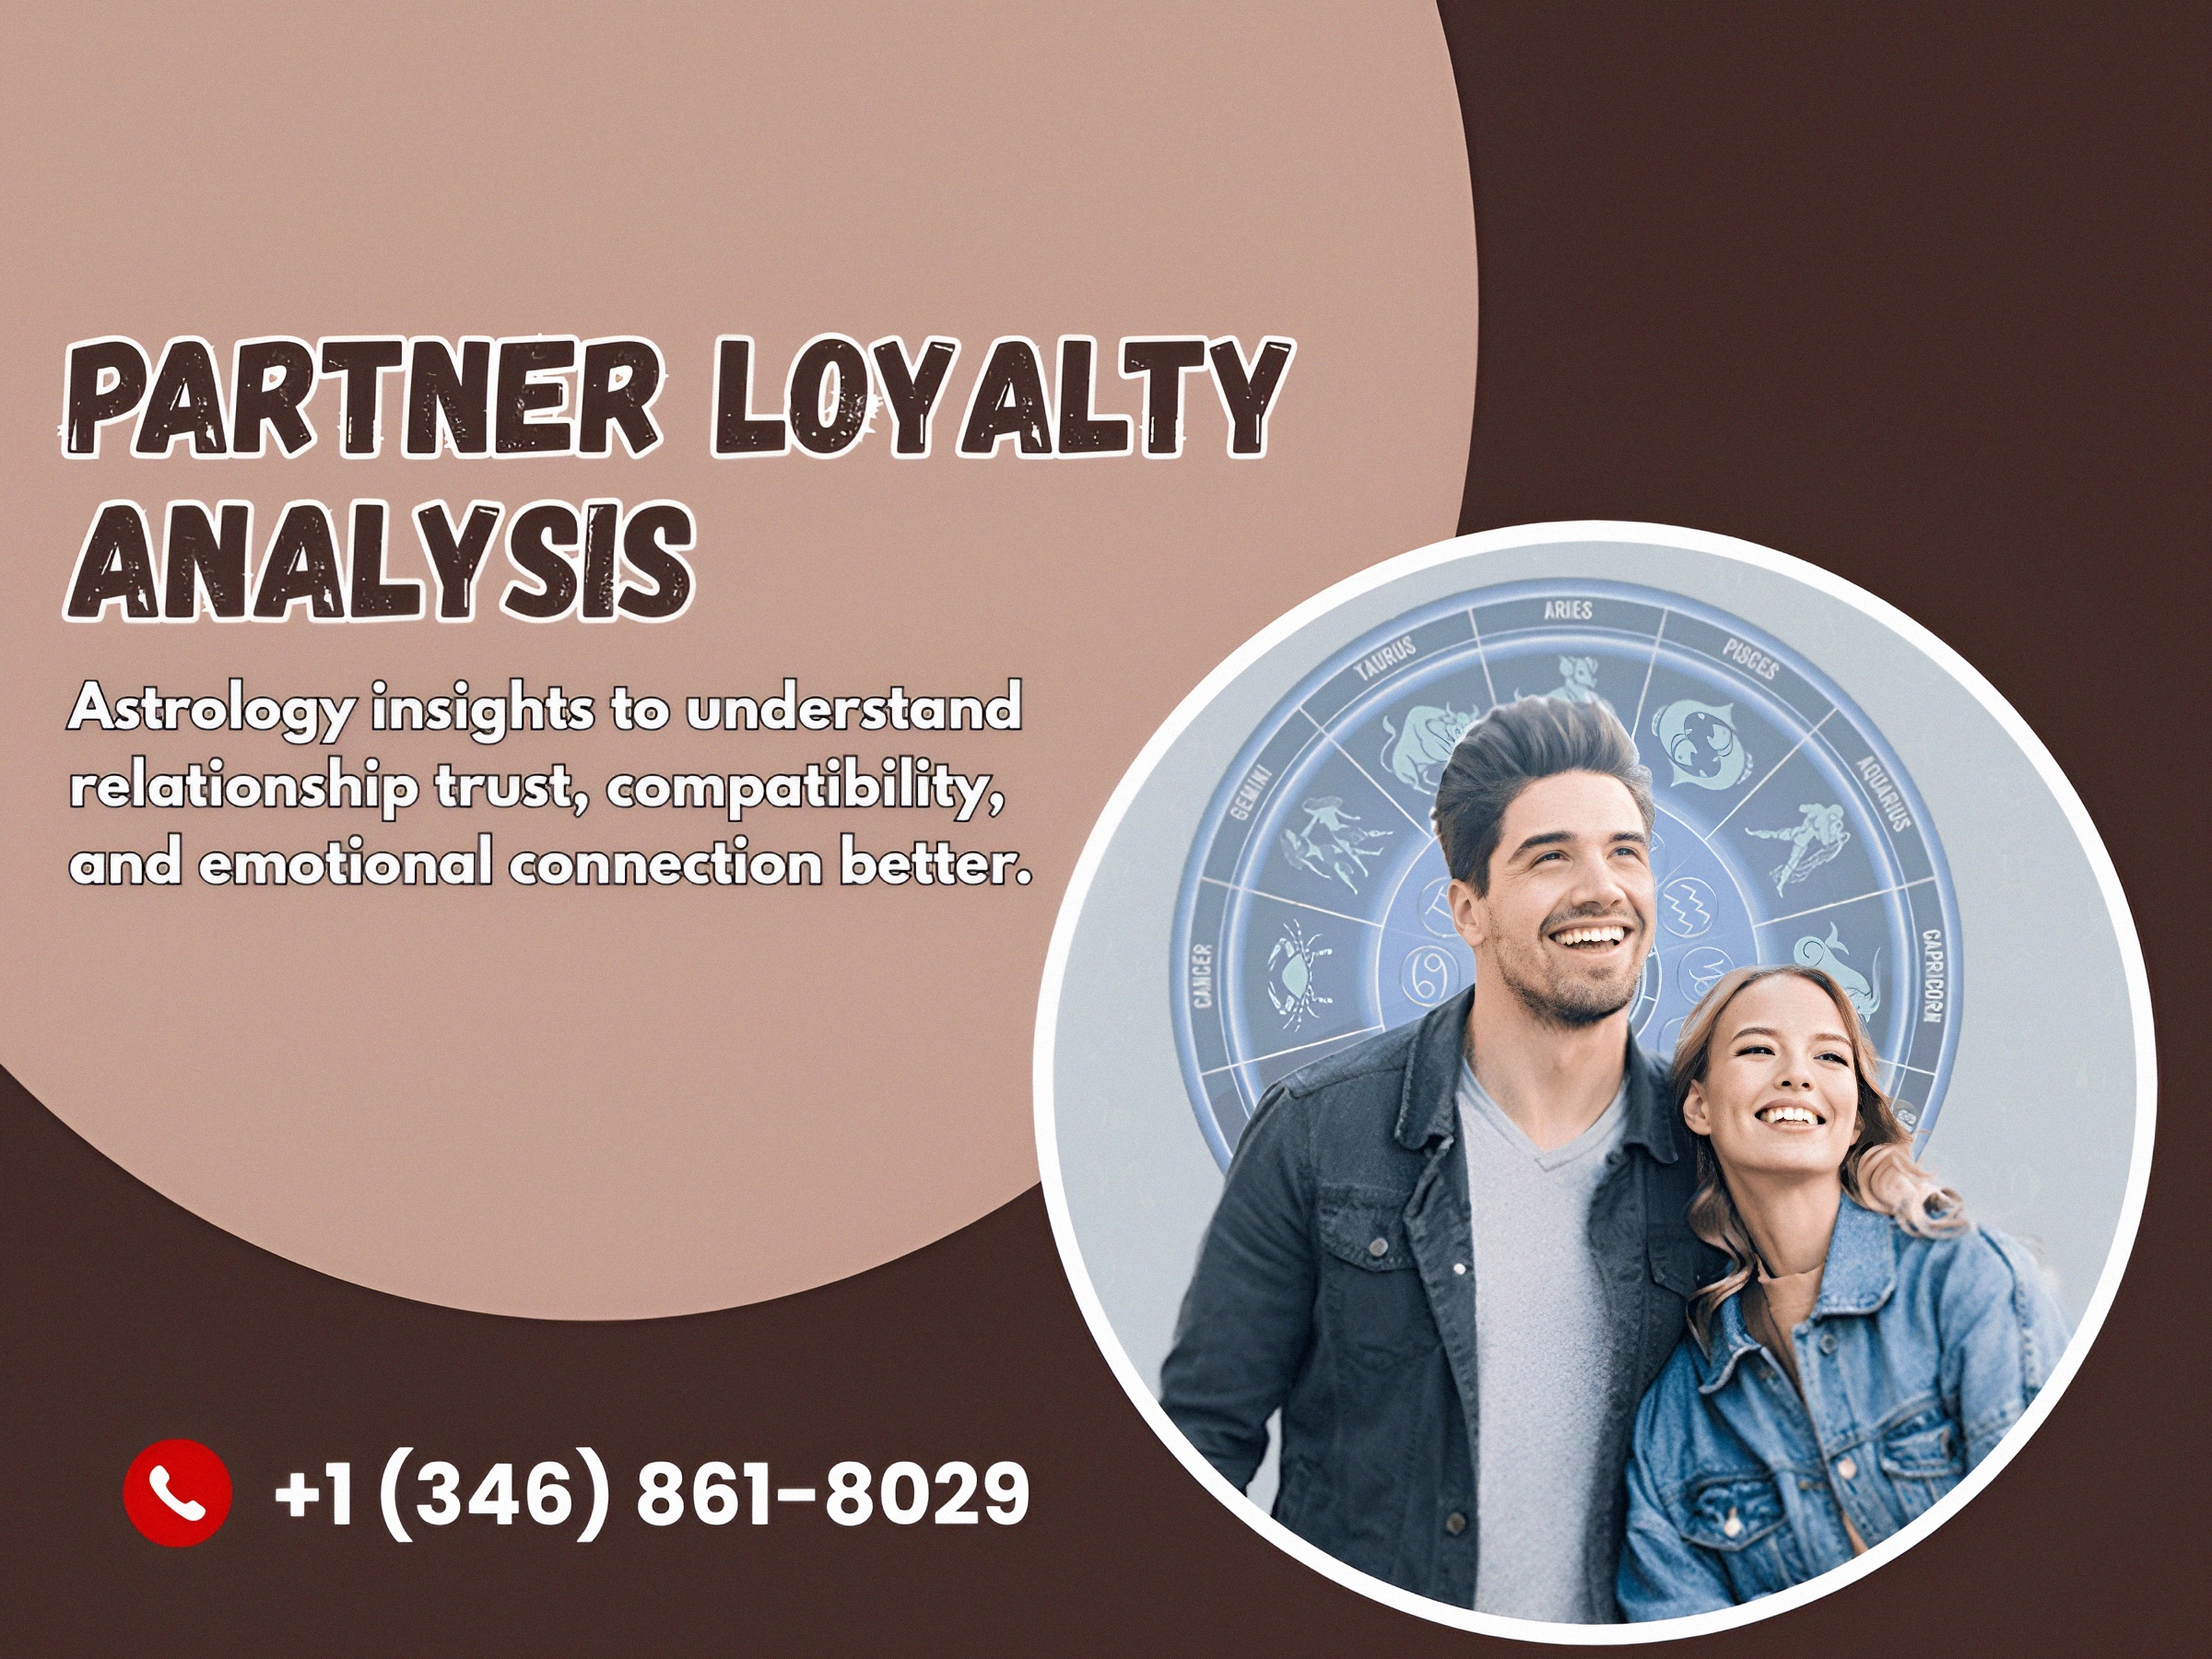 PARTNER LOYALTY
ANALYSIS
Astrology insights to understand
relationship trust, compatibility,
and emotional connection better.
ARIES
TAURUS
PISCES
GEMINI
AQUARIUS
CANCER
CAPRICORN
+1 (346) 861-8029